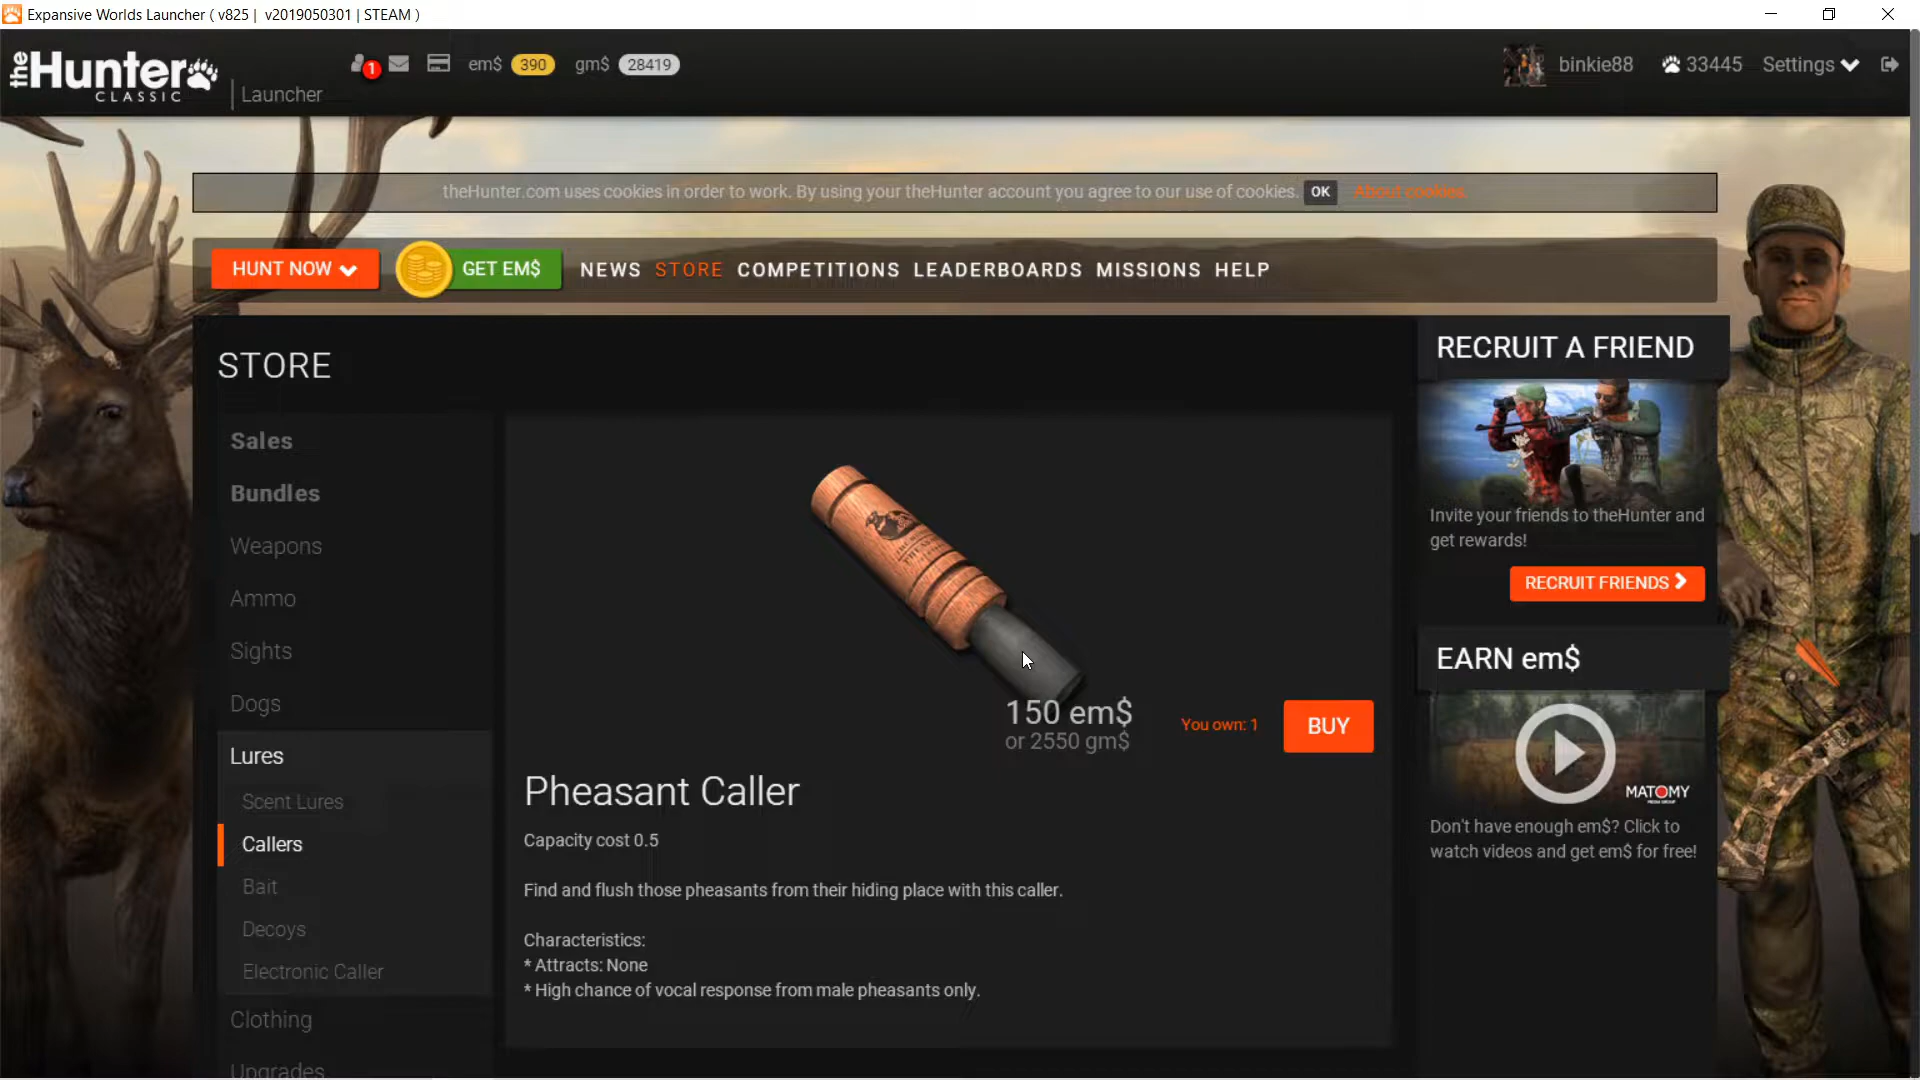 Expansive Worlds Launcher ( v825 | v2019050301 | STEAM )
theHunter
CLASSIC
Launcher
1
em$ 390 gm$ 28419
binkie88 33445 Settings
theHunter.com uses cookies in order to work. By using your theHunter account you agree to our use of cookies. OK About cookies.
HUNT NOW GET EM$ NEWS STORE COMPETITIONS LEADERBOARDS MISSIONS HELP
STORE
Sales
Bundles
Weapons
Ammo
Sights
Dogs
Lures
Scent Lures
Callers
Bait
Decoys
Electronic Caller
Clothing
Upgrades
150 em$
or 2550 gm$
You own: 1
BUY
Pheasant Caller
Capacity cost 0.5
Find and flush those pheasants from their hiding place with this caller.
Characteristics:
* Attracts: None
* High chance of vocal response from male pheasants only.
RECRUIT A FRIEND
Invite your friends to theHunter and
get rewards!
RECRUIT FRIENDS
EARN em$
MATOMY
Don't have enough em$? Click to
watch videos and get em$ for free!